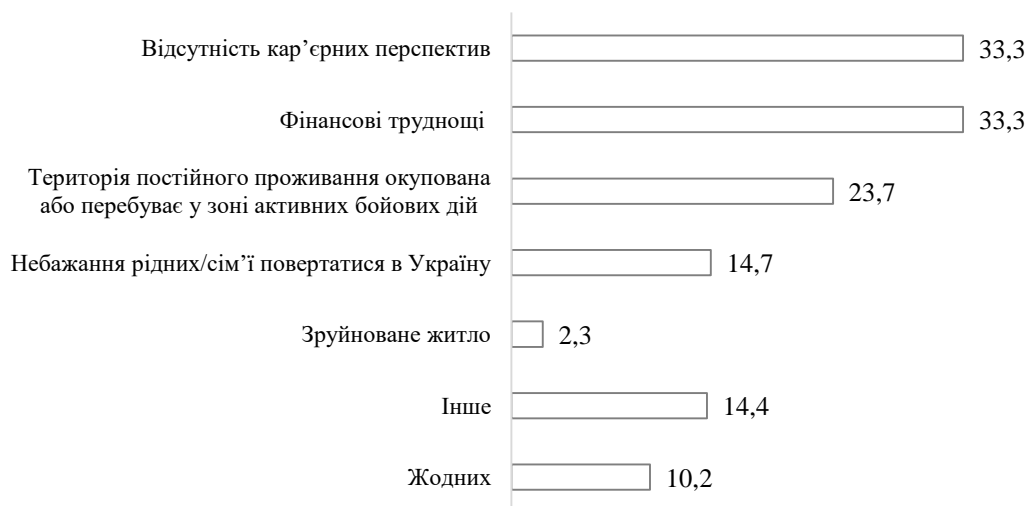 Відсутність кар’єрних перспектив 33,3
Фінансові труднощі 33,3
Територія постійного проживання окупована
або перебуває у зоні активних бойових дій 23,7
Небажання рідних/сім’ї повертатися в Україну 14,7
Зруйноване житло 2,3
Інше 14,4
Жодних 10,2